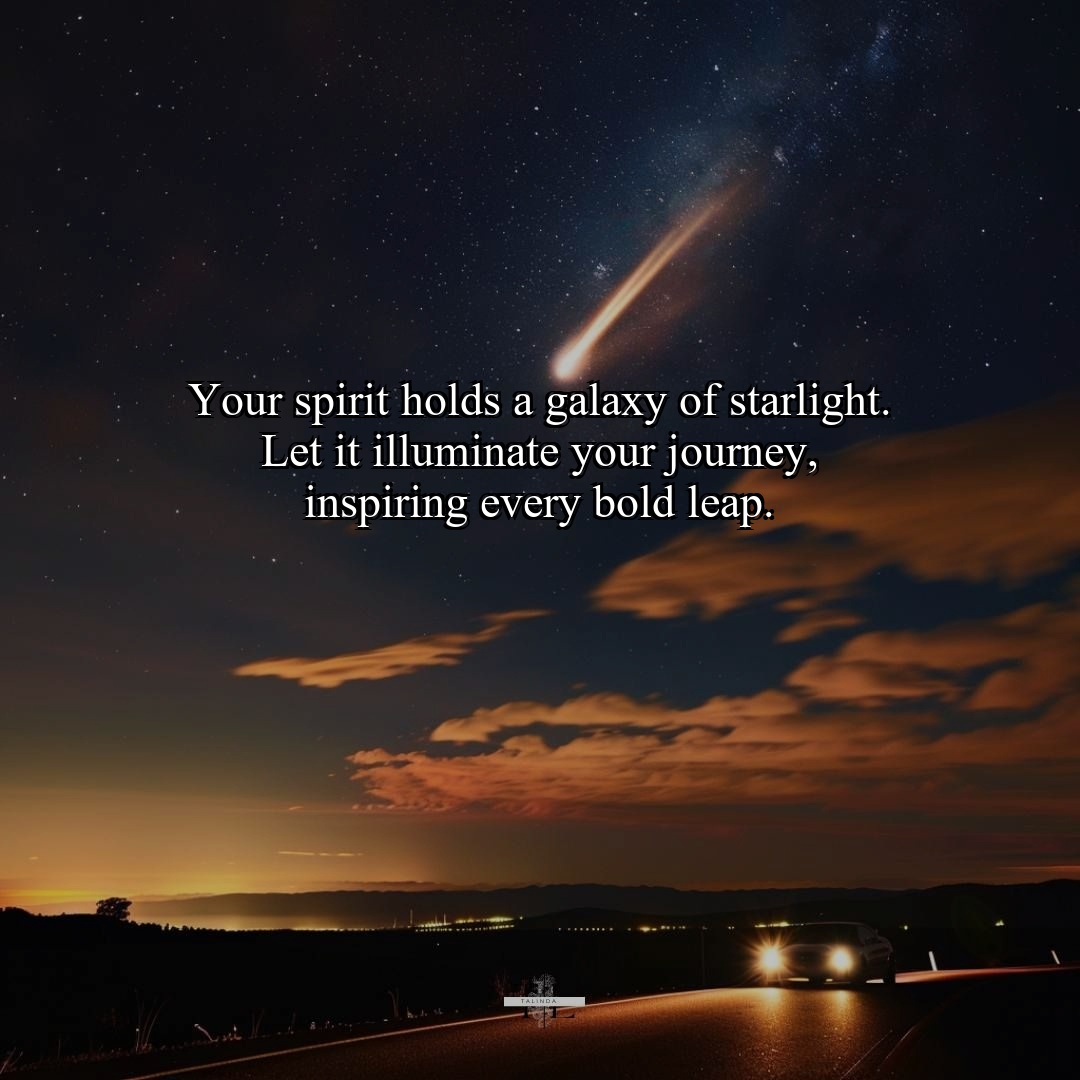 Your spirit holds a galaxy of starlight.
Let it illuminate your journey,
inspiring every bold leap.
TALINDA